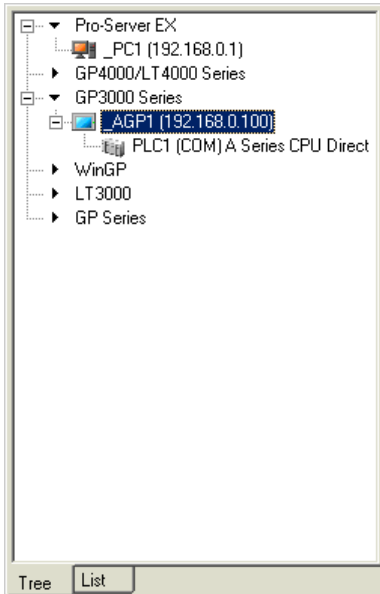 Pro-Server EX
_PC1 (192.168.0.1)
GP4000/LT4000 Series
GP3000 Series
_AGP1 (192.168.0.100)
PLC1 (COM) A Series CPU Direct
WinGP
LT3000
GP Series
Tree List